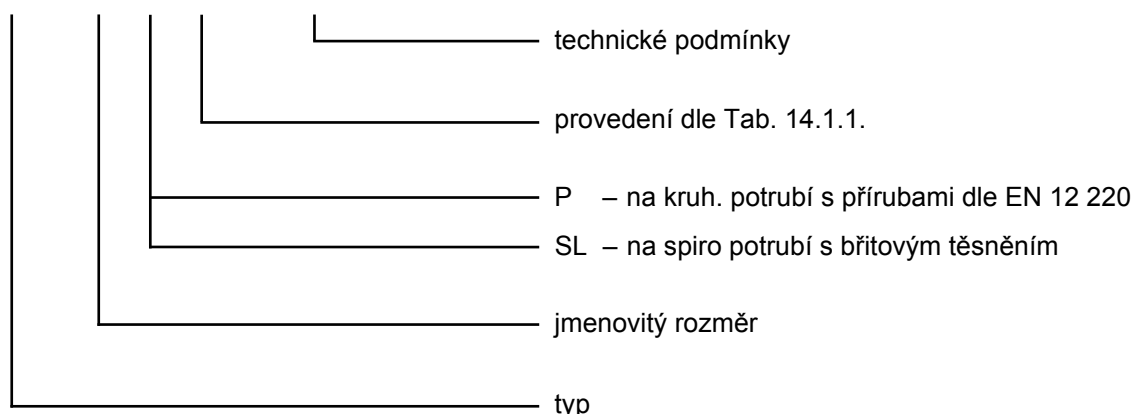 technické podmínky
provedení dle Tab. 14.1.1.
P – na kruh. potrubí s přírubami dle EN 12 220
SL – na spiro potrubí s břitovým těsněním
jmenovitý rozměr
typ